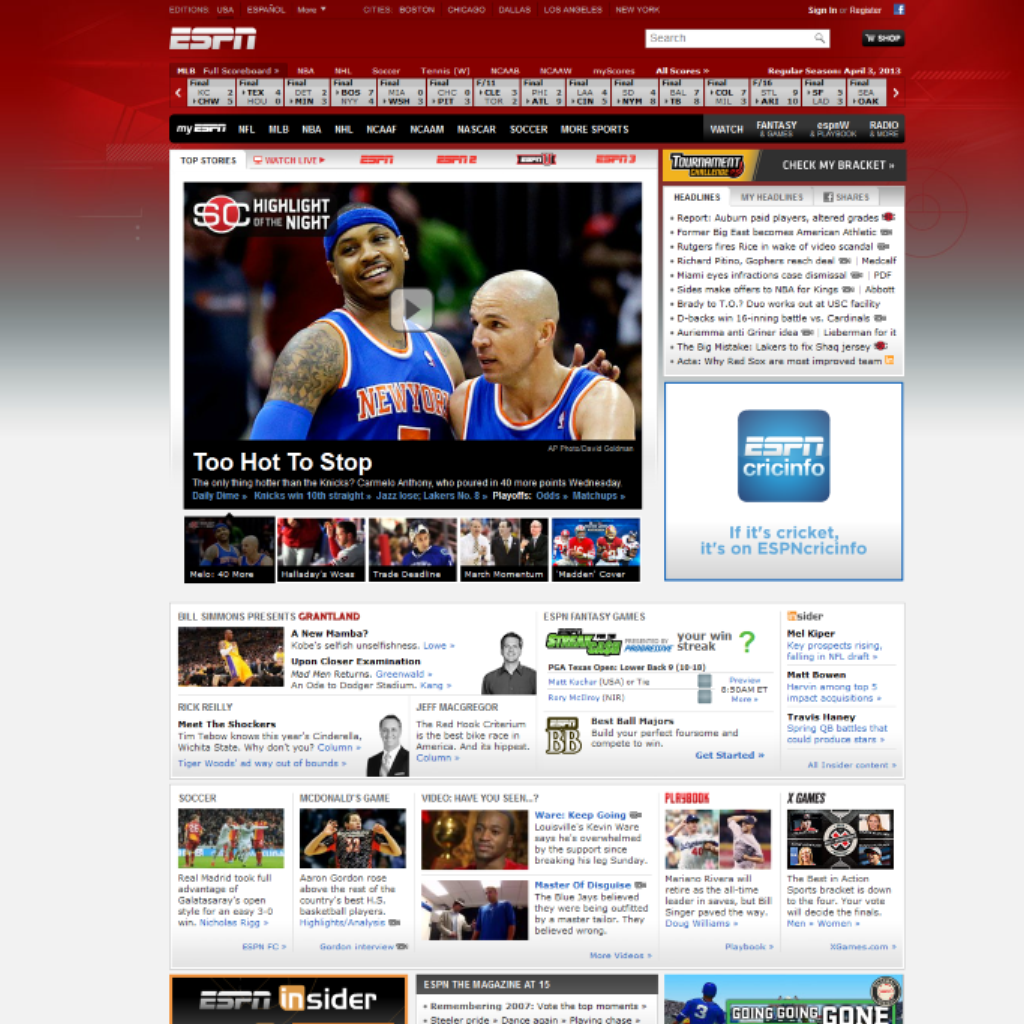 EDITIONS: USA ESPAÑOL More CITIES: BOSTON CHICAGO DALLAS LOS ANGELES NEW YORK Sign In or Register
ESPN Search SHOP
MLB Full Scoreboard » NBA NHL Soccer Tennis (W) NCAAB NCAAW myScores All Scores » Regular Season: April 3, 2013
Final Final Final Final Final Final F/11 Final Final Final Final Final F/16 Final Final
KC 2 TEX 4 DET 2 BOS 7 MIA 0 CHC 0 CLE 3 PHI 2 LAA 4 SD 4 BAL 7 COL 7 STL 9 SF 5 SEA
CHW 5 HOU 0 MIN 3 NYY 4 WSH 3 PIT 3 TOR 2 ATL 9 CIN 5 NYM 8 TB 8 MIL 3 ARI 10 LAD 3 OAK
my ESPN NFL MLB NBA NHL NCAAF NCAAM NASCAR SOCCER MORE SPORTS WATCH FANTASY & GAMES espnW & PLAYBOOK RADIO & MORE
TOP STORIES WATCH LIVE ESPN ESPN 2 ESPN ESPN 3
TOURNAMENT CHALLENGE CHECK MY BRACKET »
HEADLINES MY HEADLINES SHARES
Report: Auburn paid players, altered grades
Former Big East becomes American Athletic
Rutgers fires Rice in wake of video scandal
Richard Pitino, Gophers reach deal | Medcalf
Miami eyes infractions case dismissal | PDF
Sides make offers to NBA for Kings | Abbott
Brady to T.O.? Duo works out at USC facility
D-backs win 16-inning battle vs. Cardinals
Auriemma anti Griner idea | Lieberman for it
The Big Mistake: Lakers to fix Shaq jersey
Acta: Why Red Sox are most improved team in
SC HIGHLIGHT OF THE NIGHT
NEW YORK
AP Photo/David Goldman
Too Hot To Stop
The only thing hotter than the Knicks? Carmelo Anthony, who poured in 40 more points Wednesday.
Daily Dime » Knicks win 10th straight » Jazz lose; Lakers No. 8 » Playoffs: Odds » Matchups »
Melo: 40 More Halladay's Woes Trade Deadline March Momentum 'Madden' Cover
ESPN
cricinfo
If it's cricket,
it's on ESPNcricinfo
BILL SIMMONS PRESENTS GRANTLAND
A New Mamba?
Kobe's selfish unselfishness. Lowe »
Upon Closer Examination
Mad Men Returns. Greenwald »
An Ode to Dodger Stadium. Kang »
RICK REILLY
Meet The Shockers
Tim Tebow knows this year's Cinderella,
Wichita State. Why don't you? Column »
Tiger Woods' ad way out of bounds »
JEFF MACGREGOR
The Red Hook Criterium
is the best bike race in
America. And its hippest.
Column »
ESPN FANTASY GAMES
STREAK FOR THE CASH PRESENTED BY PROGRESSIVE your win streak ?
PGA Texas Open: Lower Back 9 (10-18)
Matt Kuchar (USA) or Tie
Rory McIlroy (NIR)
Preview
8:50AM ET
More »
ESPN BB
Best Ball Majors
Build your perfect foursome and
compete to win.
Get Started »
insider
Mel Kiper
Key prospects rising,
falling in NFL draft »
Matt Bowen
Harvin among top 5
impact acquisitions »
Travis Haney
Spring QB battles that
could produce stars »
All Insider content »
SOCCER
Real Madrid took full
advantage of
Galatasaray's open
style for an easy 3-0
win. Nicholas Rigg »
ESPN FC »
MCDONALD'S GAME
Aaron Gordon rose
above the rest of the
country's best H.S.
basketball players.
Highlights/Analysis
Gordon interview
VIDEO: HAVE YOU SEEN...?
Ware: Keep Going
Louisville's Kevin Ware
says he's overwhelmed
by the support since
breaking his leg Sunday.
Master Of Disguise
The Blue Jays believed
they were being outfitted
by a master tailor. They
believed wrong.
More Videos »
PLAYBOOK
Mariano Rivera will
retire as the all-time
leader in saves, but Bill
Singer paved the way.
Doug Williams »
Playbook »
X GAMES
The Best in Action
Sports bracket is down
to the four. Your vote
will decide the finals.
Men » Women »
XGames.com »
ESPN insider
ESPN THE MAGAZINE AT 15
Remembering 2007: Vote the top moments »
Steeler pride » Dance again » Playing chase »
3
GOING GOING GONE